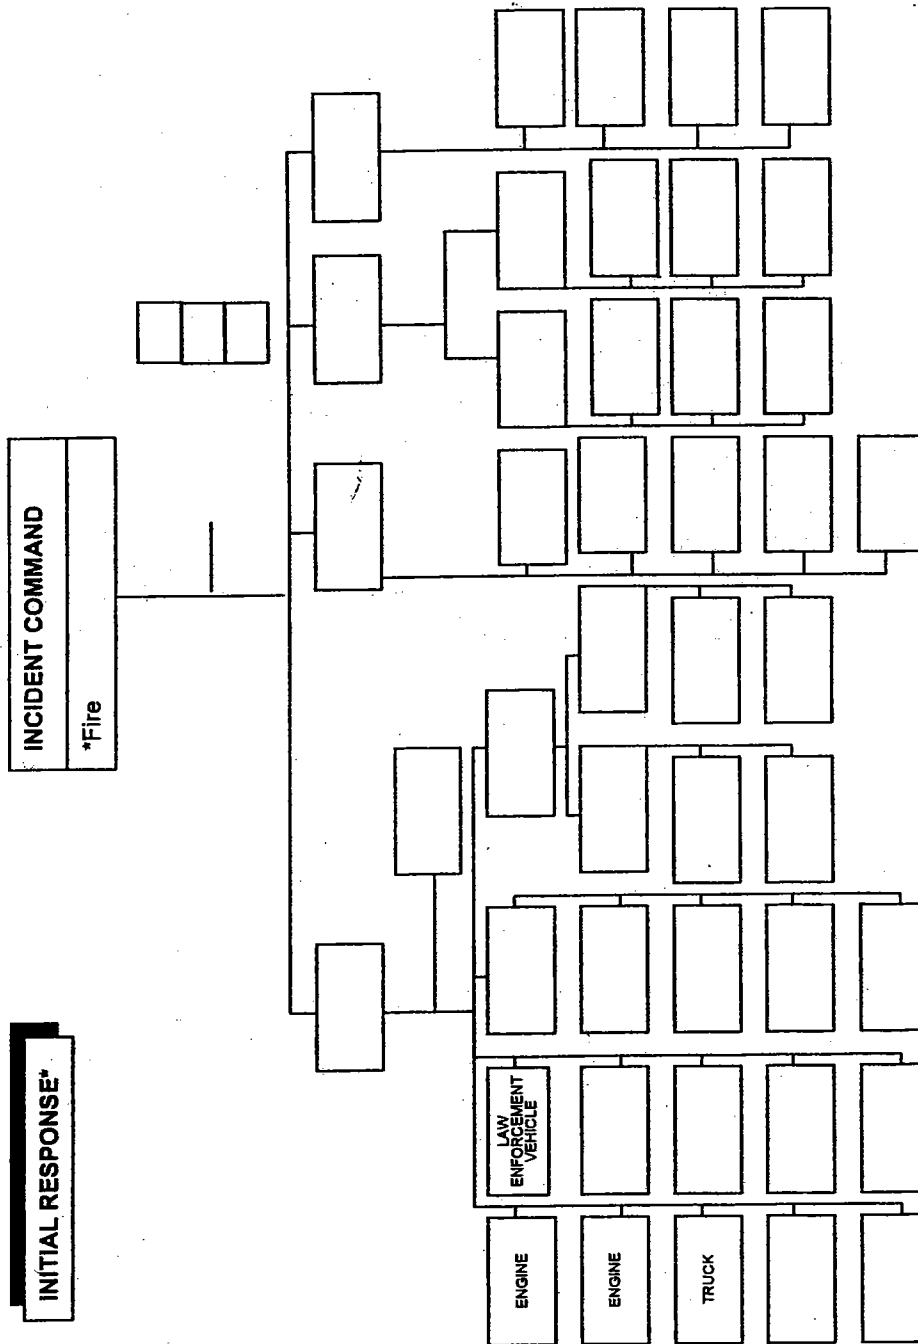 INITIAL RESPONSE*
INCIDENT COMMAND
*Fire
ENGINE
LAW
ENFORCEMENT
VEHICLE
ENGINE
TRUCK